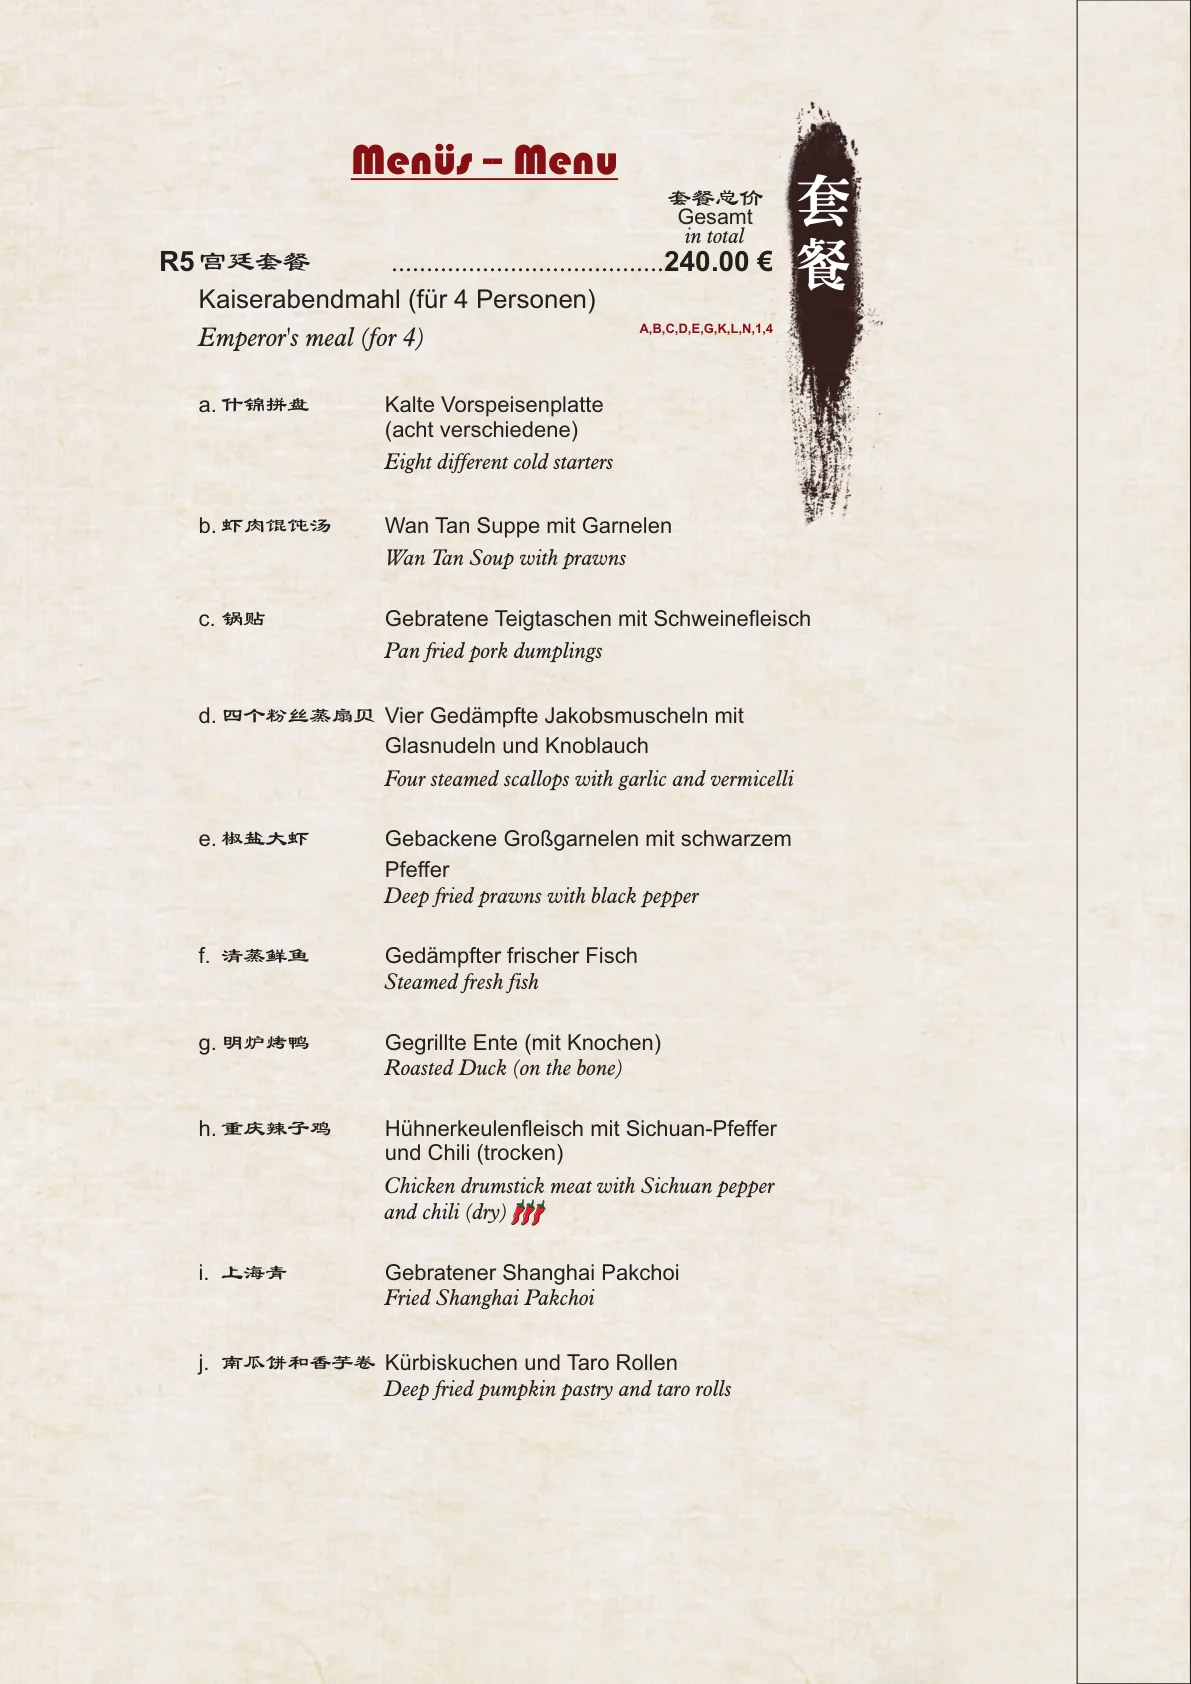 Menüs – Menu
套餐
套餐总价
Gesamt
in total
R5 宫廷套餐 .......................................240.00 €
Kaiserabendmahl (für 4 Personen)
Emperor's meal (for 4)
A,B,C,D,E,G,K,L,N,1,4
a. 什锦拼盘 Kalte Vorspeisenplatte
(acht verschiedene)
Eight different cold starters
b. 虾肉馄饨汤 Wan Tan Suppe mit Garnelen
Wan Tan Soup with prawns
c. 锅贴 Gebratene Teigtaschen mit Schweinefleisch
Pan fried pork dumplings
d. 四个粉丝蒸扇贝 Vier Gedämpfte Jakobsmuscheln mit
Glasnudeln und Knoblauch
Four steamed scallops with garlic and vermicelli
e. 椒盐大虾 Gebackene Großgarnelen mit schwarzem
Pfeffer
Deep fried prawns with black pepper
f. 清蒸鲜鱼 Gedämpfter frischer Fisch
Steamed fresh fish
g. 明炉烤鸭 Gegrillte Ente (mit Knochen)
Roasted Duck (on the bone)
h. 重庆辣子鸡 Hühnerkeulenfleisch mit Sichuan-Pfeffer
und Chili (trocken)
Chicken drumstick meat with Sichuan pepper
and chili (dry)
i. 上海青 Gebratener Shanghai Pakchoi
Fried Shanghai Pakchoi
j. 南瓜饼和香芋卷 Kürbiskuchen und Taro Rollen
Deep fried pumpkin pastry and taro rolls